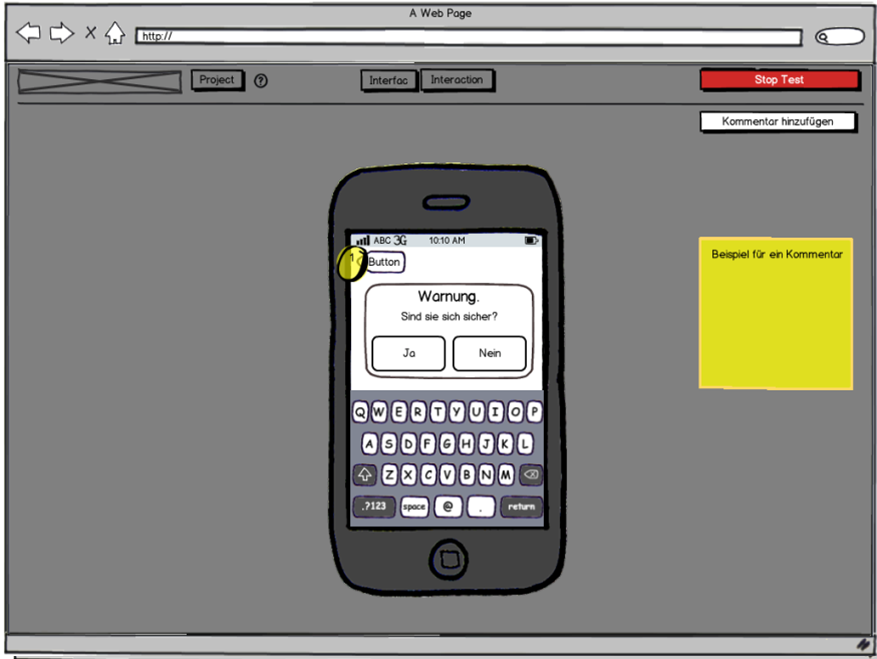 A Web Page
http://
Project ?
Interfac Interaction
Stop Test
Kommentar hinzufügen
ABC 3G 10:10 AM
1
Button
Warnung.
Sind sie sich sicher?
Ja Nein
Beispiel für ein Kommentar
Q W E R T Y U I O P
A S D F G H J K L
Z X C V B N M
.?123 space @ . return